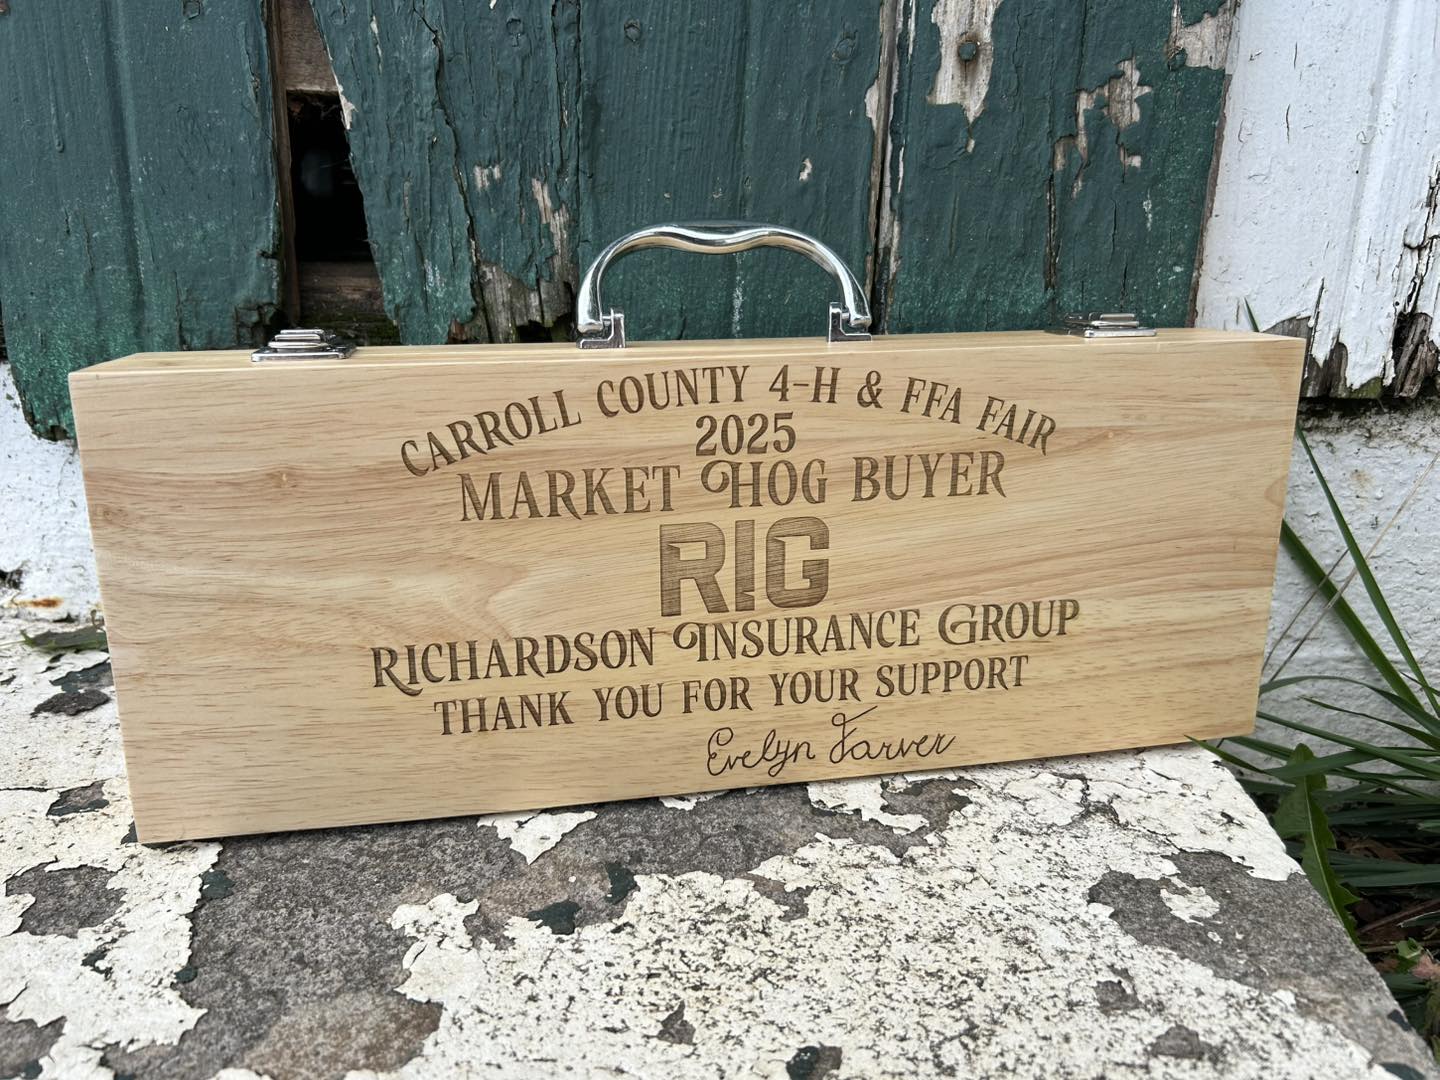 CARROLL COUNTY 4-H & FFA FAIR
2025
MARKET HOG BUYER
RIG
RICHARDSON INSURANCE GROUP
THANK YOU FOR YOUR SUPPORT
Evelyn Farver